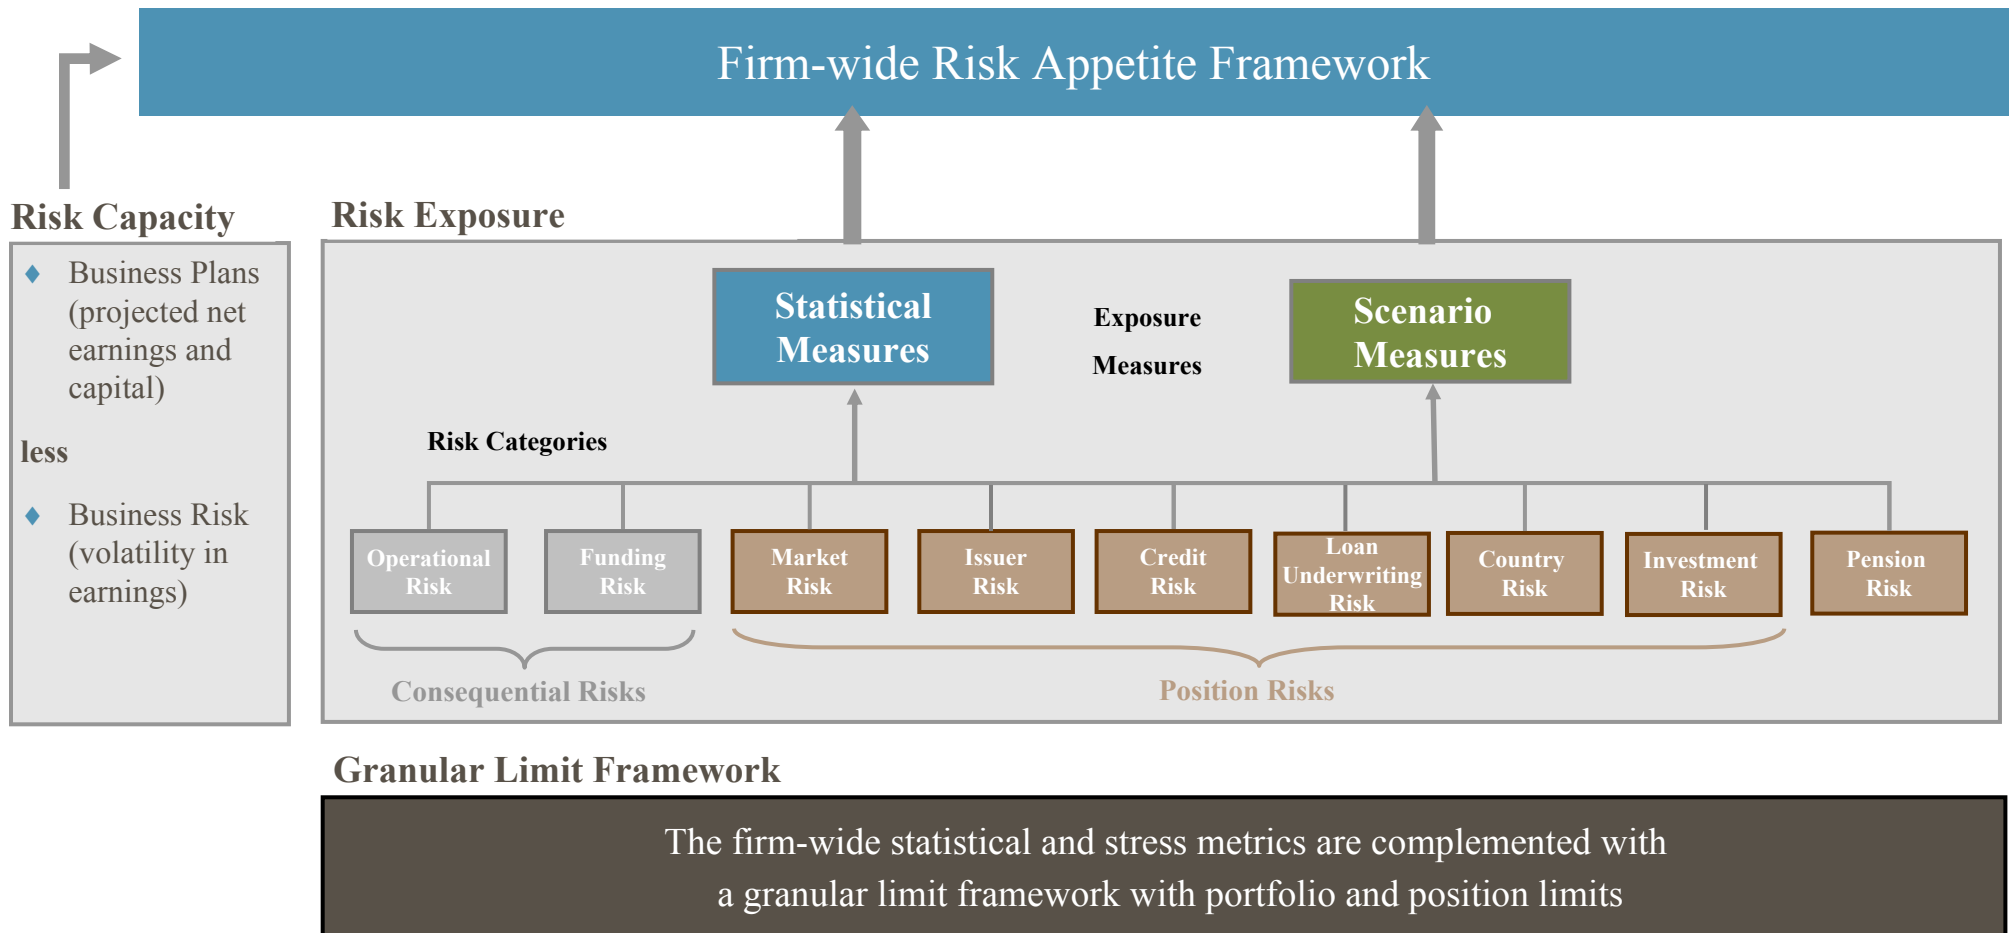 Firm-wide Risk Appetite Framework
Risk Capacity
♦ Business Plans
(projected net
earnings and
capital)
less
♦ Business Risk
(volatility in
earnings)
Risk Exposure
Statistical
Measures
Exposure
Measures
Scenario
Measures
Risk Categories
Operational
Risk
Funding
Risk
Market
Risk
Issuer
Risk
Credit
Risk
Loan
Underwriting
Risk
Country
Risk
Investment
Risk
Pension
Risk
Consequential Risks
Position Risks
Granular Limit Framework
The firm-wide statistical and stress metrics are complemented with
a granular limit framework with portfolio and position limits